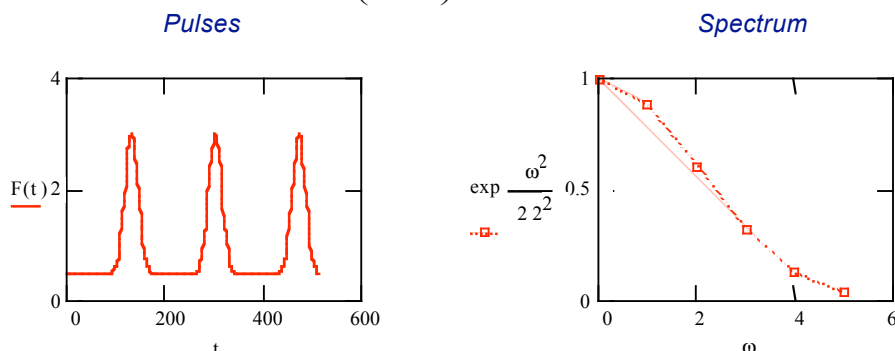 Pulses
Spectrum
4
F(t) 2
0
0 200 400 600
t
1
exp ω²
2 2²
0.5
0
0 2 4 6
ω